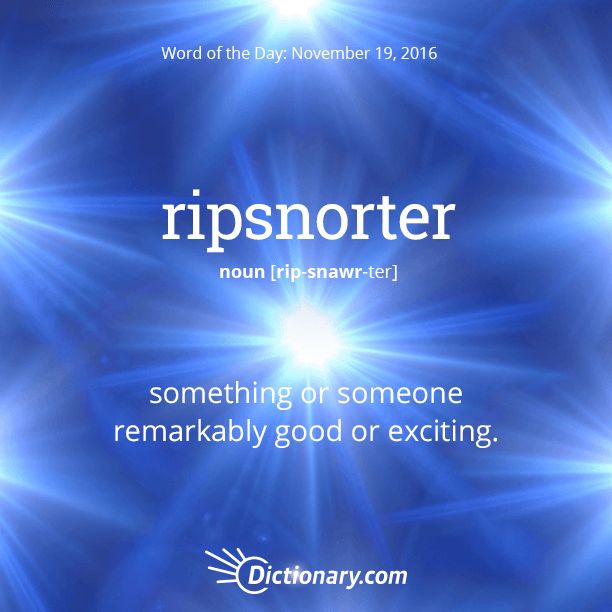 Word of the Day: November 19, 2016
ripsnorter
noun [rip-snawr-ter]
something or someone
remarkably good or exciting.
Dictionary.com